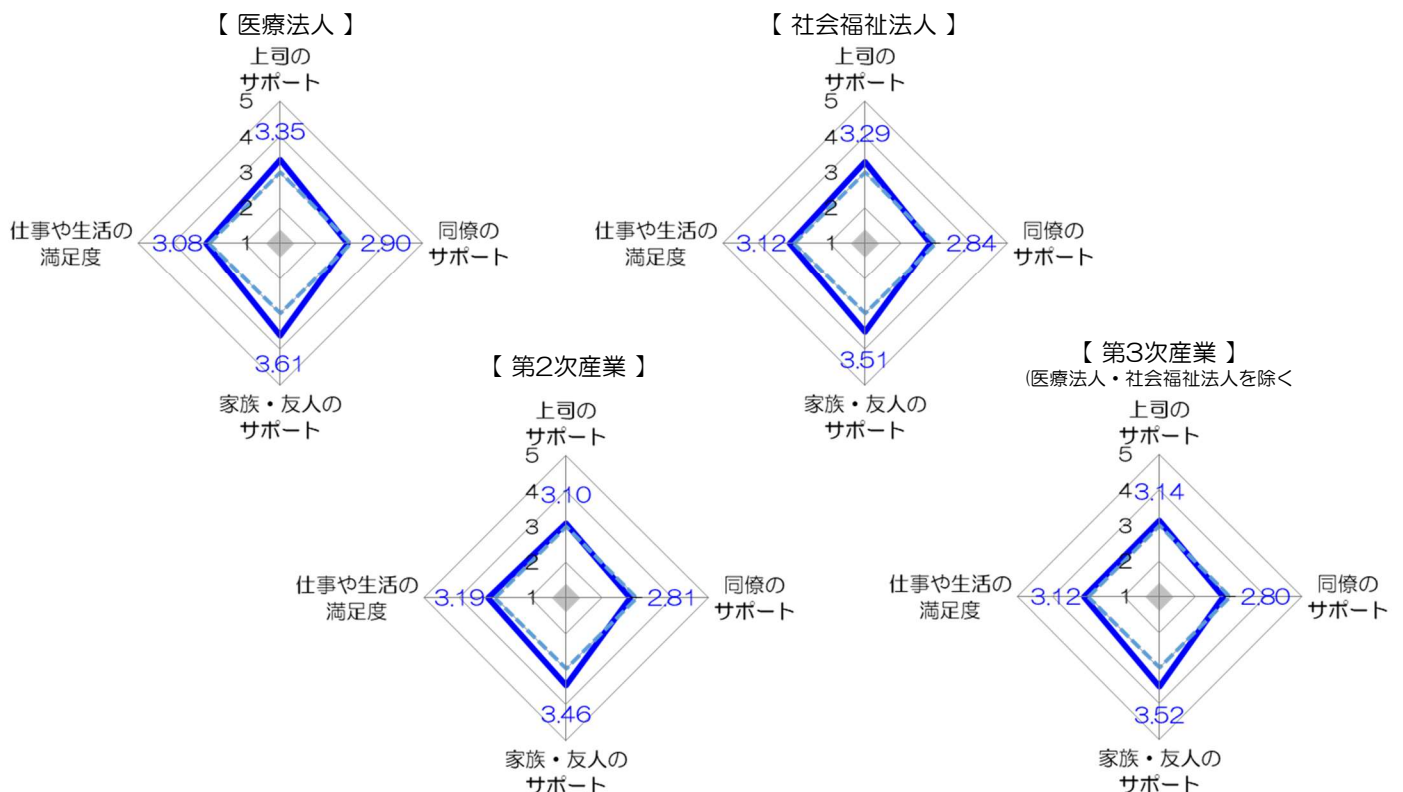 【 医療法人 】
上司の
サポート
5
4
3.35
3
2
1
仕事や生活の
満足度
3.08
2.90
同僚の
サポート
3.61
家族・友人の
サポート
【 社会福祉法人 】
上司の
サポート
5
4
3.29
3
2
1
仕事や生活の
満足度
3.12
2.84
同僚の
サポート
3.51
家族・友人の
サポート
【 第2次産業 】
上司の
サポート
5
4
3.10
3
2
1
仕事や生活の
満足度
3.19
2.81
同僚の
サポート
3.46
家族・友人の
サポート
【 第3次産業 】
(医療法人・社会福祉法人を除く
上司の
サポート
5
4
3.14
3
2
1
仕事や生活の
満足度
3.12
2.80
同僚の
サポート
3.52
家族・友人の
サポート